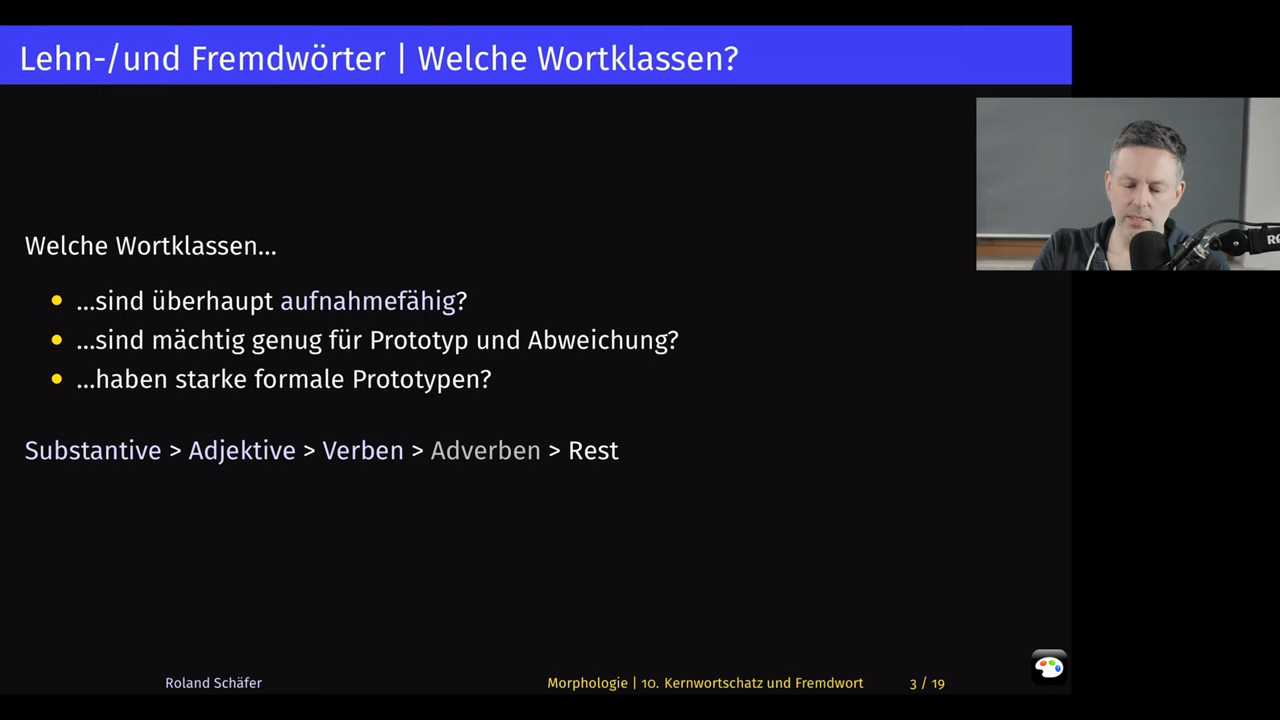 Lehn-/und Fremdwörter | Welche Wortklassen?
Welche Wortklassen...
...sind überhaupt aufnahmefähig?
...sind mächtig genug für Prototyp und Abweichung?
...haben starke formale Prototypen?
Substantive > Adjektive > Verben > Adverben > Rest
Roland Schäfer
Morphologie | 10. Kernwortschatz und Fremdwort
3 / 19